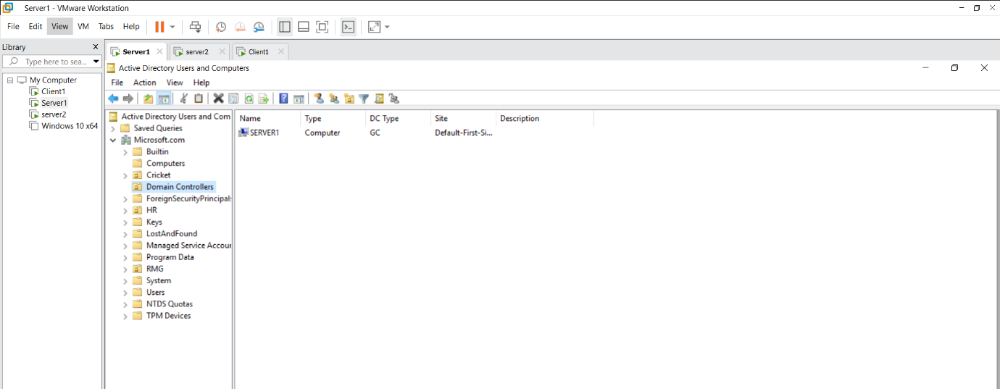 Server1 - VMware Workstation
File Edit View VM Tabs Help
Library
Type here to sea...
My Computer
Client1
Server1
server2
Windows 10 x64
Server1 server2 Client1
Active Directory Users and Computers
File Action View Help
Active Directory Users and Com
Saved Queries
Microsoft.com
Builtin
Computers
Cricket
Domain Controllers
ForeignSecurityPrincipals
HR
Keys
LostAndFound
Managed Service Accour
Program Data
RMG
System
Users
NTDS Quotas
TPM Devices
Name Type DC Type Site Description
SERVER1 Computer GC Default-First-Si...